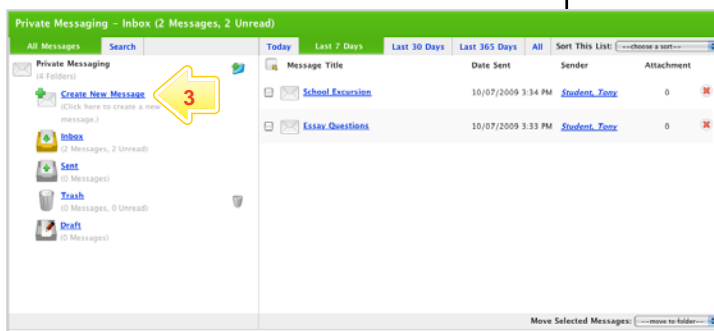 Private Messaging - Inbox (2 Messages, 2 Unread)
All Messages Search
Today Last 7 Days Last 30 Days Last 365 Days All Sort This List: --choose a sort--
Private Messaging
(4 Folders)
Create New Message
(Click here to create a new
message.)
3
Inbox
(2 Messages, 2 Unread)
Sent
(0 Messages)
Trash
(0 Messages, 0 Unread)
Draft
(0 Messages)
Message Title Date Sent Sender Attachment
School Excursion 10/07/2009 3:34 PM Student, Tony 0
Essay Questions 10/07/2009 3:33 PM Student, Tony 0
Move Selected Messages: --move to folder--